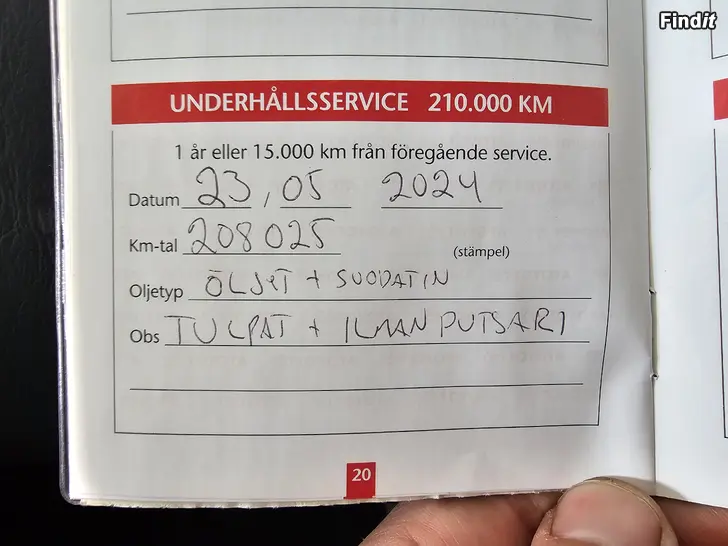 Findit
UNDERHÅLLSSERVICE 210.000 KM
1 år eller 15.000 km från föregående service.
Datum 23, 05 2024
Km-tal 208025
(stämpel)
Oljetyp ÖLJYT + SUODATIN
Obs TULPAT + ILMAN PUTSARI
20